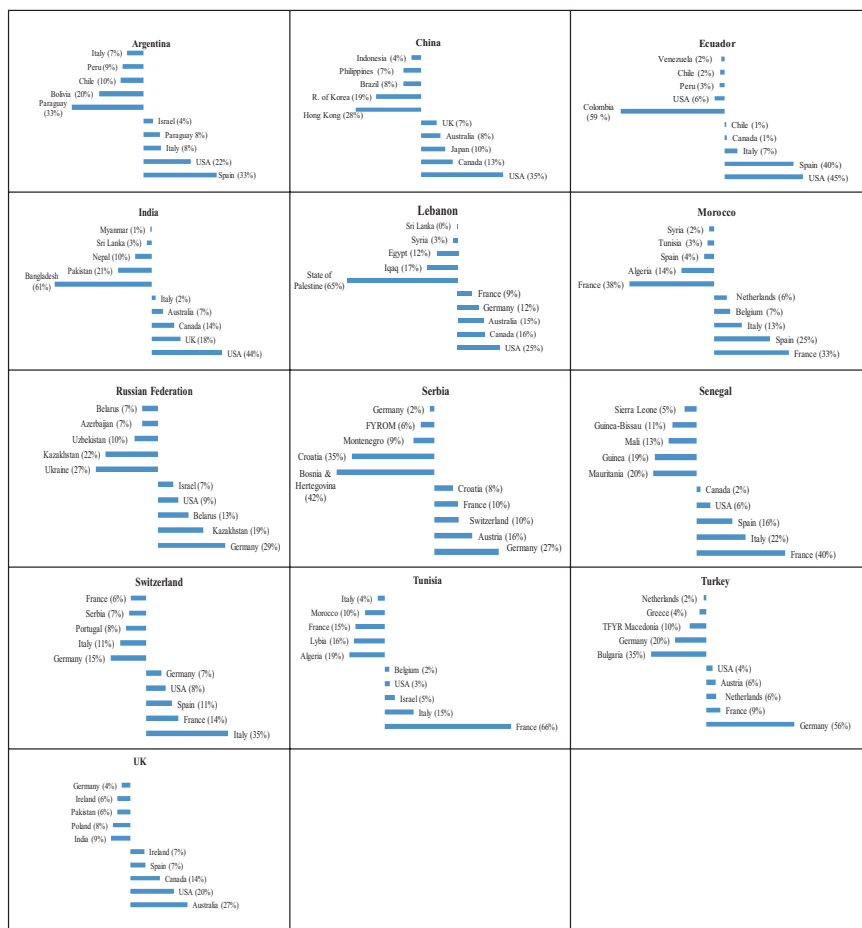 Argentina
Italy (7%)
Peru (9%)
Chile (10%)
Bolivia (20%)
Paraguay
(33%)
Israel (4%)
Paraguay 8%)
Italy (8%)
USA (22%)
Spain (33%)
China
Indonesia (4%)
Philippines (7%)
Brazil (8%)
R. of Korea (19%)
Hong Kong (28%)
UK (7%)
Australia (8%)
Japan (10%)
Canada (13%)
USA (35%)
Ecuador
Venezuela (2%)
Chile (2%)
Peru (3%)
USA (6%)
Colombia
(59 %)
Chile (1%)
Canada (1%)
Italy (7%)
Spain (40%)
USA (45%)
India
Myanmar (1%)
Sri Lanka (3%)
Nepal (10%)
Pakistan (21%)
Bangladesh
(61%)
Italy (2%)
Australia (7%)
Canada (14%)
UK (18%)
USA (44%)
Lebanon
Sri Lanka (0%)
Syria (3%)
Egypt (12%)
Iqaq (17%)
State of
Palestine (65%)
France (9%)
Germany (12%)
Australia (15%)
Canada (16%)
USA (25%)
Morocco
Syria (2%)
Tunisia (3%)
Spain (4%)
Algeria (14%)
France (38%)
Netherlands (6%)
Belgium (7%)
Italy (13%)
Spain (25%)
France (33%)
Russian Federation
Belarus (7%)
Azerbaijan (7%)
Uzbekistan (10%)
Kazakhstan (22%)
Ukraine (27%)
Israel (7%)
USA (9%)
Belarus (13%)
Kazakhstan (19%)
Germany (29%)
Serbia
Germany (2%)
FYROM (6%)
Montenegro (9%)
Croatia (35%)
Bosnia &
Hertegovina
(42%)
Croatia (8%)
France (10%)
Switzerland (10%)
Austria (16%)
Germany (27%)
Senegal
Sierra Leone (5%)
Guinea-Bissau (11%)
Mali (13%)
Guinea (19%)
Mauritania (20%)
Canada (2%)
USA (6%)
Spain (16%)
Italy (22%)
France (40%)
Switzerland
France (6%)
Serbia (7%)
Portugal (8%)
Italy (11%)
Germany (15%)
Germany (7%)
USA (8%)
Spain (11%)
France (14%)
Italy (35%)
Tunisia
Italy (4%)
Morocco (10%)
France (15%)
Lybia (16%)
Algeria (19%)
Belgium (2%)
USA (3%)
Israel (5%)
Italy (15%)
France (66%)
Turkey
Netherlands (2%)
Greece (4%)
TFYR Macedonia (10%)
Germany (20%)
Bulgaria (35%)
USA (4%)
Austria (6%)
Netherlands (6%)
France (9%)
Germany (56%)
UK
Germany (4%)
Ireland (6%)
Pakistan (6%)
Poland (8%)
India (9%)
Ireland (7%)
Spain (7%)
Canada (14%)
USA (20%)
Australia (27%)